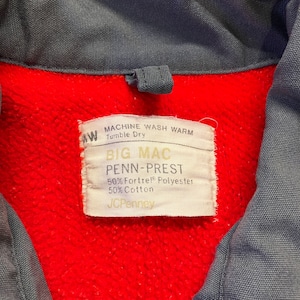 MACHINE WASH WARM
Tumble Dry
BIG MAC
PENN-PREST
50% Fortrel® Polyester
50% Cotton
JCPenney